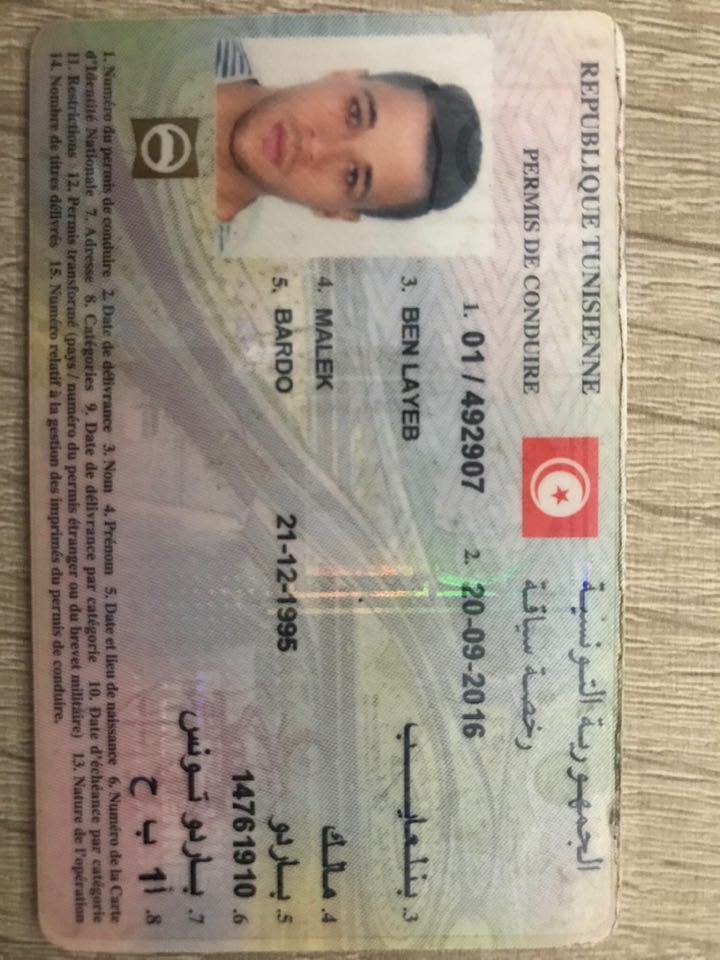 REPUBLIQUE TUNISIENNE
الجمهورية التونسية
PERMIS DE CONDUIRE
رخصة سياقة
1. 01 / 492907
2. 20-09-2016
3. BEN LAYEB
3. بنلعايب
4. MALEK
4. مالك
5. BARDO
21-12-1995
5. باردو
6. 14761910
7. باردو تونس
8. أ1 ب ح
1. Numéro du permis de conduire 2. Date de délivrance 3. Nom 4. Prénom 5. Date et lieu de naissance 6. Numéro de la Carte
d'Identité Nationale 7. Adresse 8. Catégories 9. Date de délivrance par catégorie 10. Date d'échéance par catégorie
11. Restrictions 12. Permis transformé (pays / numéro du permis étranger ou du brevet militaire) 13. Nature de l'opération
14. Nombre de titres délivrés 15. Numéro relatif à la gestion des imprimés du permis de conduire.